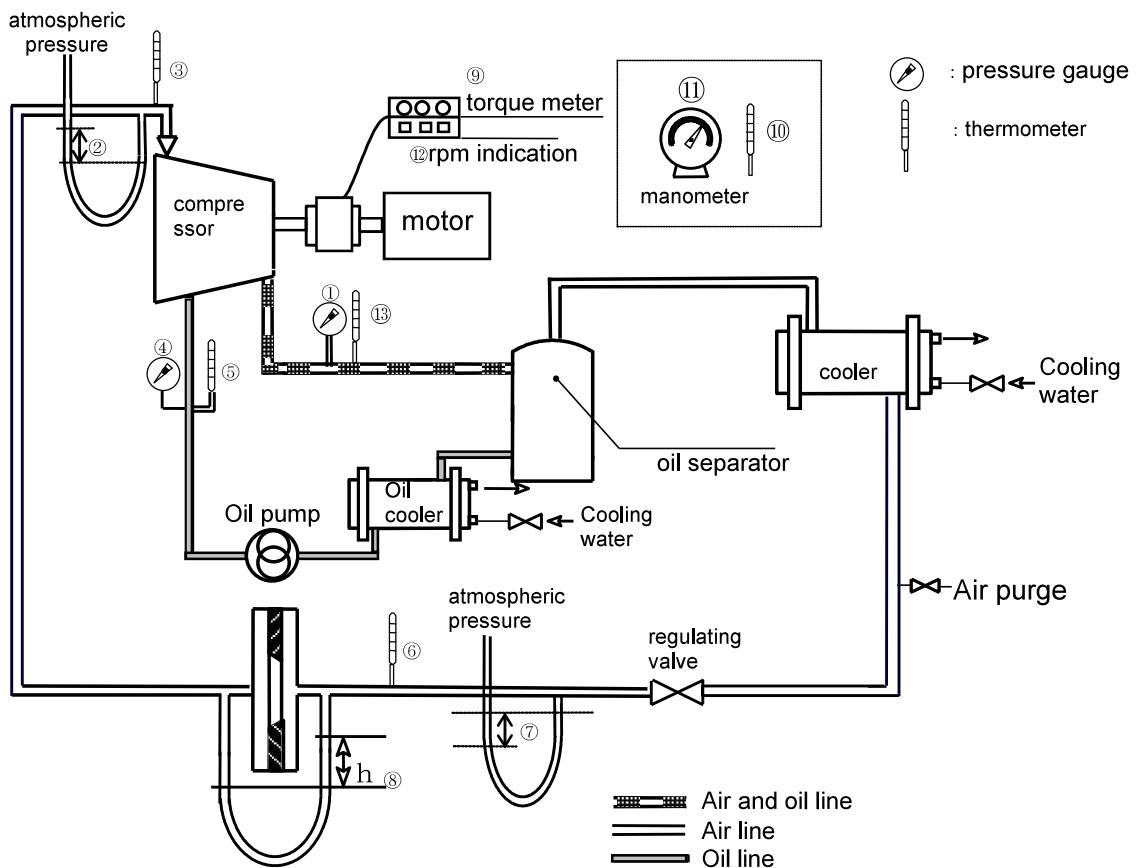 atmospheric
pressure
③
②
⑨
torque meter
⑫rpm indication
⑪
⑩
manometer
: pressure gauge
: thermometer
compre
ssor
motor
①
⑬
④
⑤
cooler
Cooling
water
oil separator
Oil
cooler
Cooling
water
Oil pump
Air purge
atmospheric
pressure
regulating
valve
⑥
⑦
h ⑧
Air and oil line
Air line
Oil line